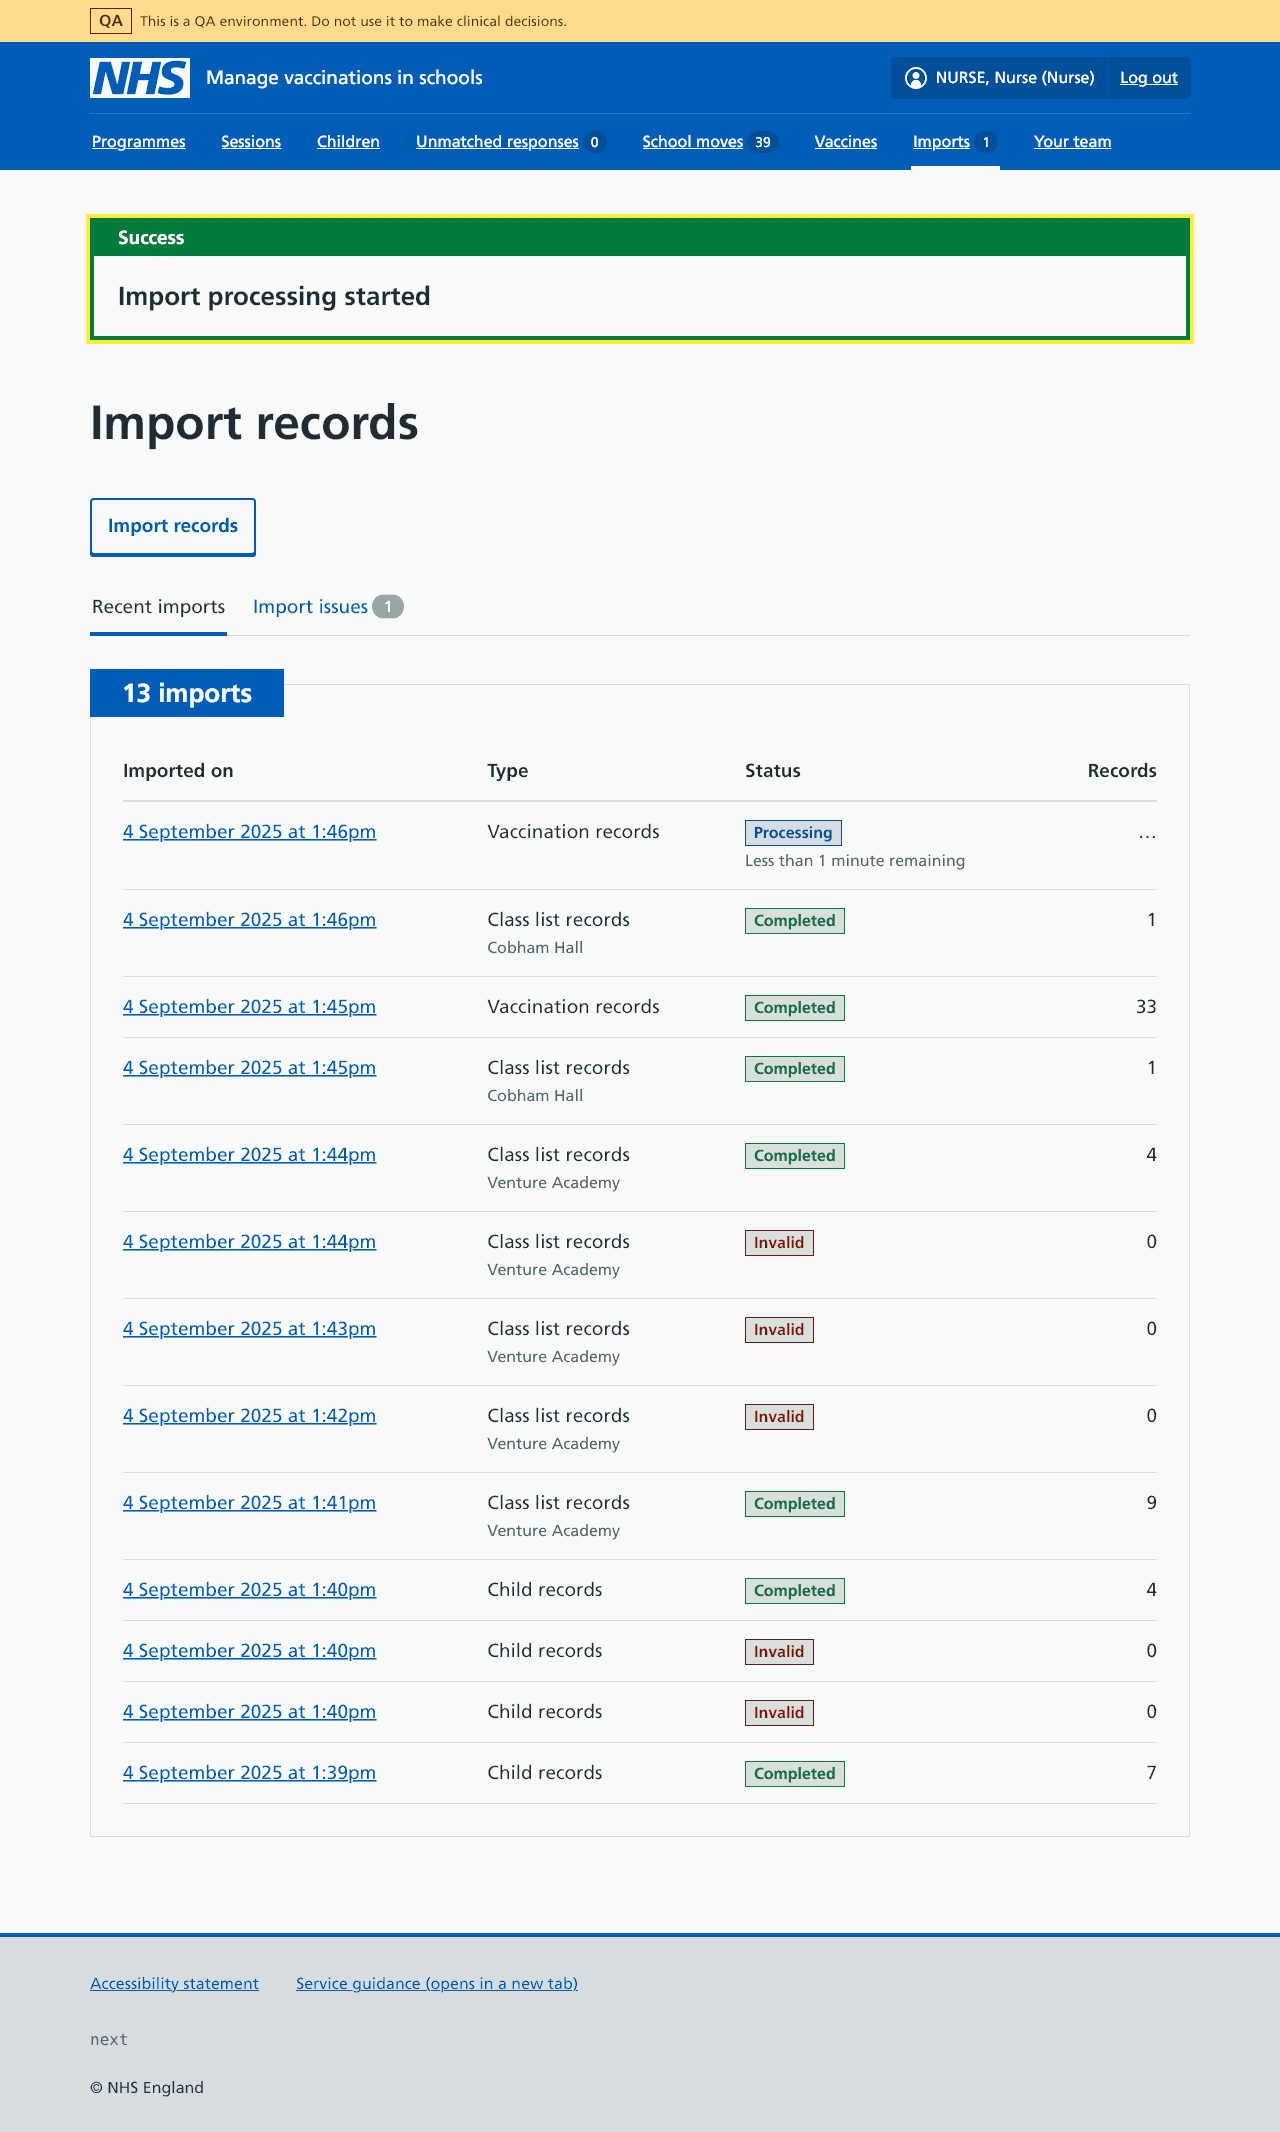 QA This is a QA environment. Do not use it to make clinical decisions.
NHS Manage vaccinations in schools NURSE, Nurse (Nurse) Log out
Programmes Sessions Children Unmatched responses 0 School moves 39 Vaccines Imports 1 Your team
Success
Import processing started
Import records
Import records
Recent imports Import issues 1
13 imports
Imported on Type Status Records
4 September 2025 at 1:46pm Vaccination records Processing …
Less than 1 minute remaining
4 September 2025 at 1:46pm Class list records Completed 1
Cobham Hall
4 September 2025 at 1:45pm Vaccination records Completed 33
4 September 2025 at 1:45pm Class list records Completed 1
Cobham Hall
4 September 2025 at 1:44pm Class list records Completed 4
Venture Academy
4 September 2025 at 1:44pm Class list records Invalid 0
Venture Academy
4 September 2025 at 1:43pm Class list records Invalid 0
Venture Academy
4 September 2025 at 1:42pm Class list records Invalid 0
Venture Academy
4 September 2025 at 1:41pm Class list records Completed 9
Venture Academy
4 September 2025 at 1:40pm Child records Completed 4
4 September 2025 at 1:40pm Child records Invalid 0
4 September 2025 at 1:40pm Child records Invalid 0
4 September 2025 at 1:39pm Child records Completed 7
Accessibility statement Service guidance (opens in a new tab)
next
© NHS England